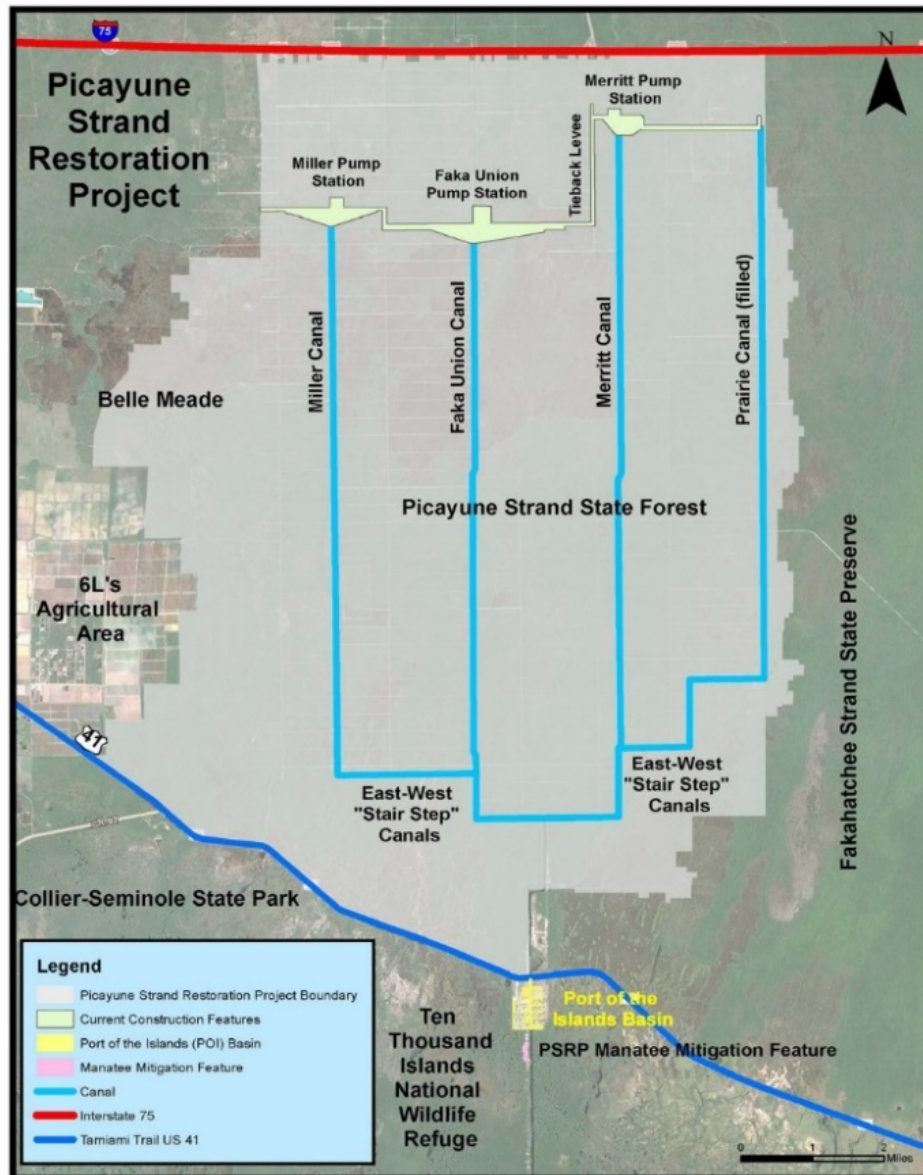 75
N
Picayune
Strand
Restoration
Project
Merritt Pump
Station
Miller Pump
Station
Faka Union
Pump Station
Tieback Levee
Miller Canal
Faka Union Canal
Merritt Canal
Prairie Canal (filled)
Belle Meade
Picayune Strand State Forest
6L's
Agricultural
Area
Fakahatchee Strand State Preserve
41
East-West
"Stair Step"
Canals
East-West
"Stair Step"
Canals
Collier-Seminole State Park
Legend
Picayune Strand Restoration Project Boundary
Current Construction Features
Port of the Islands (POI) Basin
Manatee Mitigation Feature
Canal
Interstate 75
Tamiami Trail US 41
Ten
Thousand
Islands
National
Wildlife
Refuge
Port of the
Islands Basin
PSRP Manatee Mitigation Feature
0 1 2
Miles